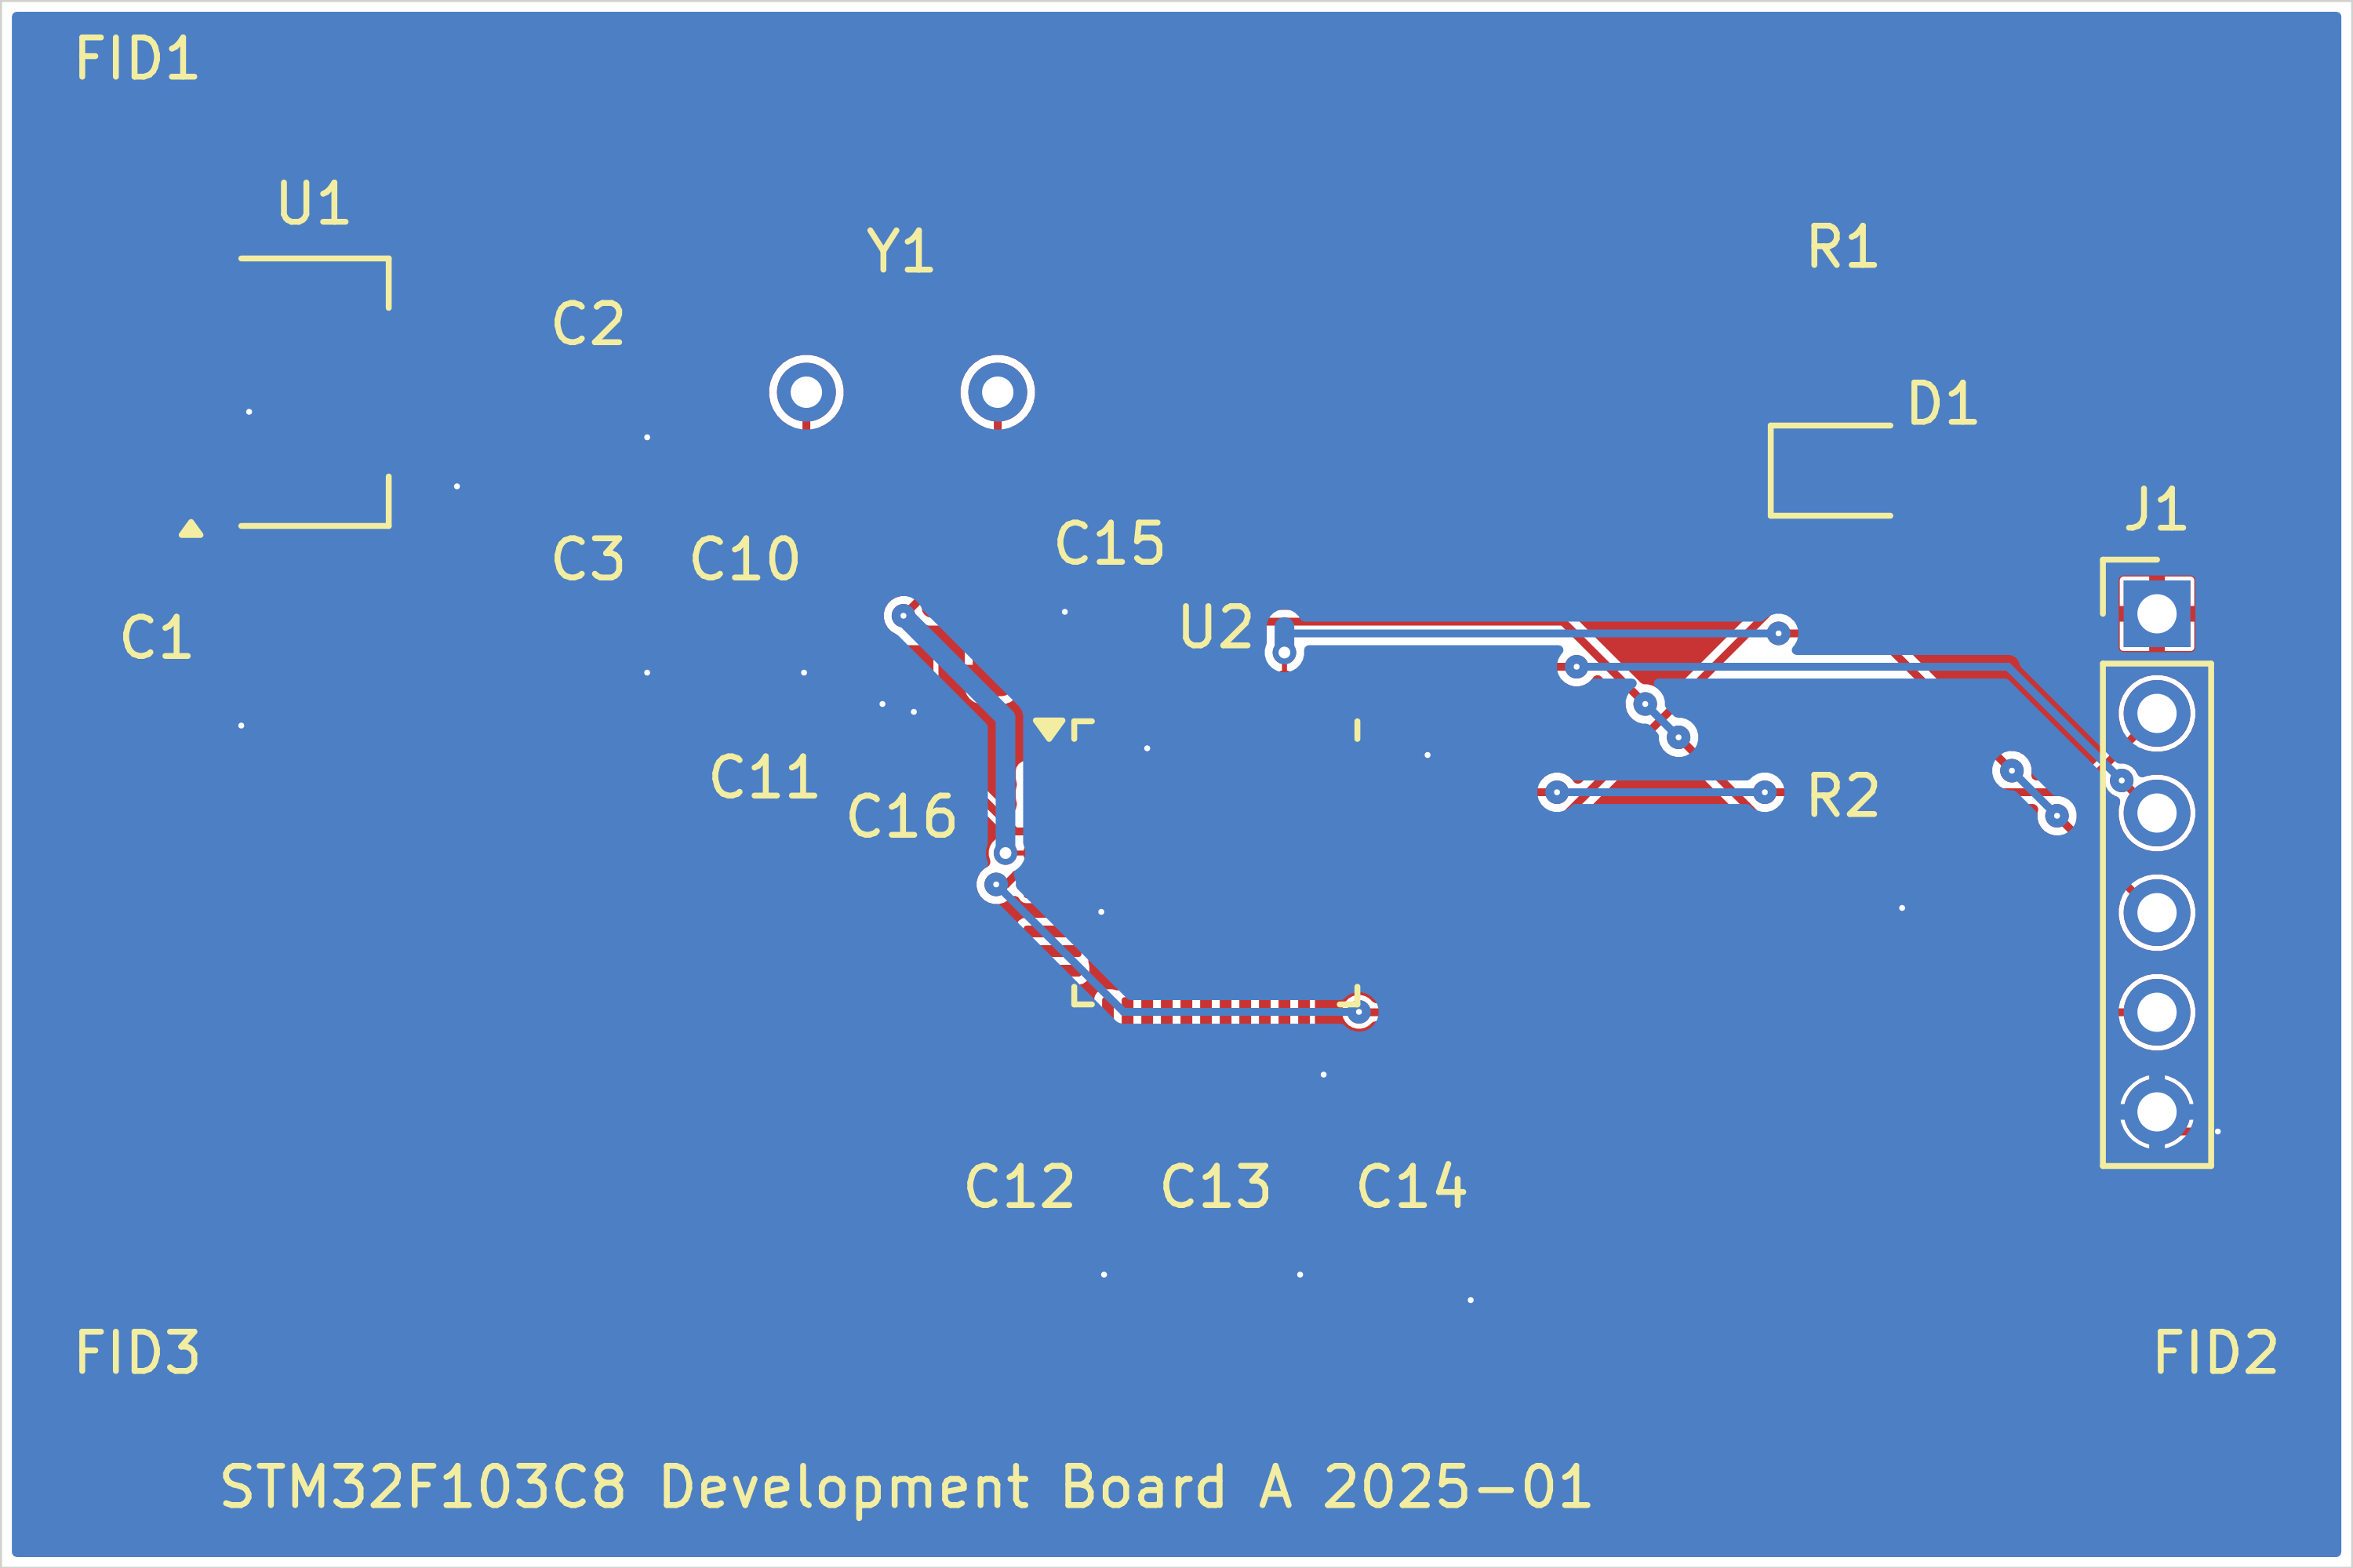 FID1
U1
Y1
R1
C2
D1
J1
C15
C3
C10
U2
C1
C11
R2
C16
C12
C13
C14
FID3
FID2
STM32F103C8 Development Board A 2025-01